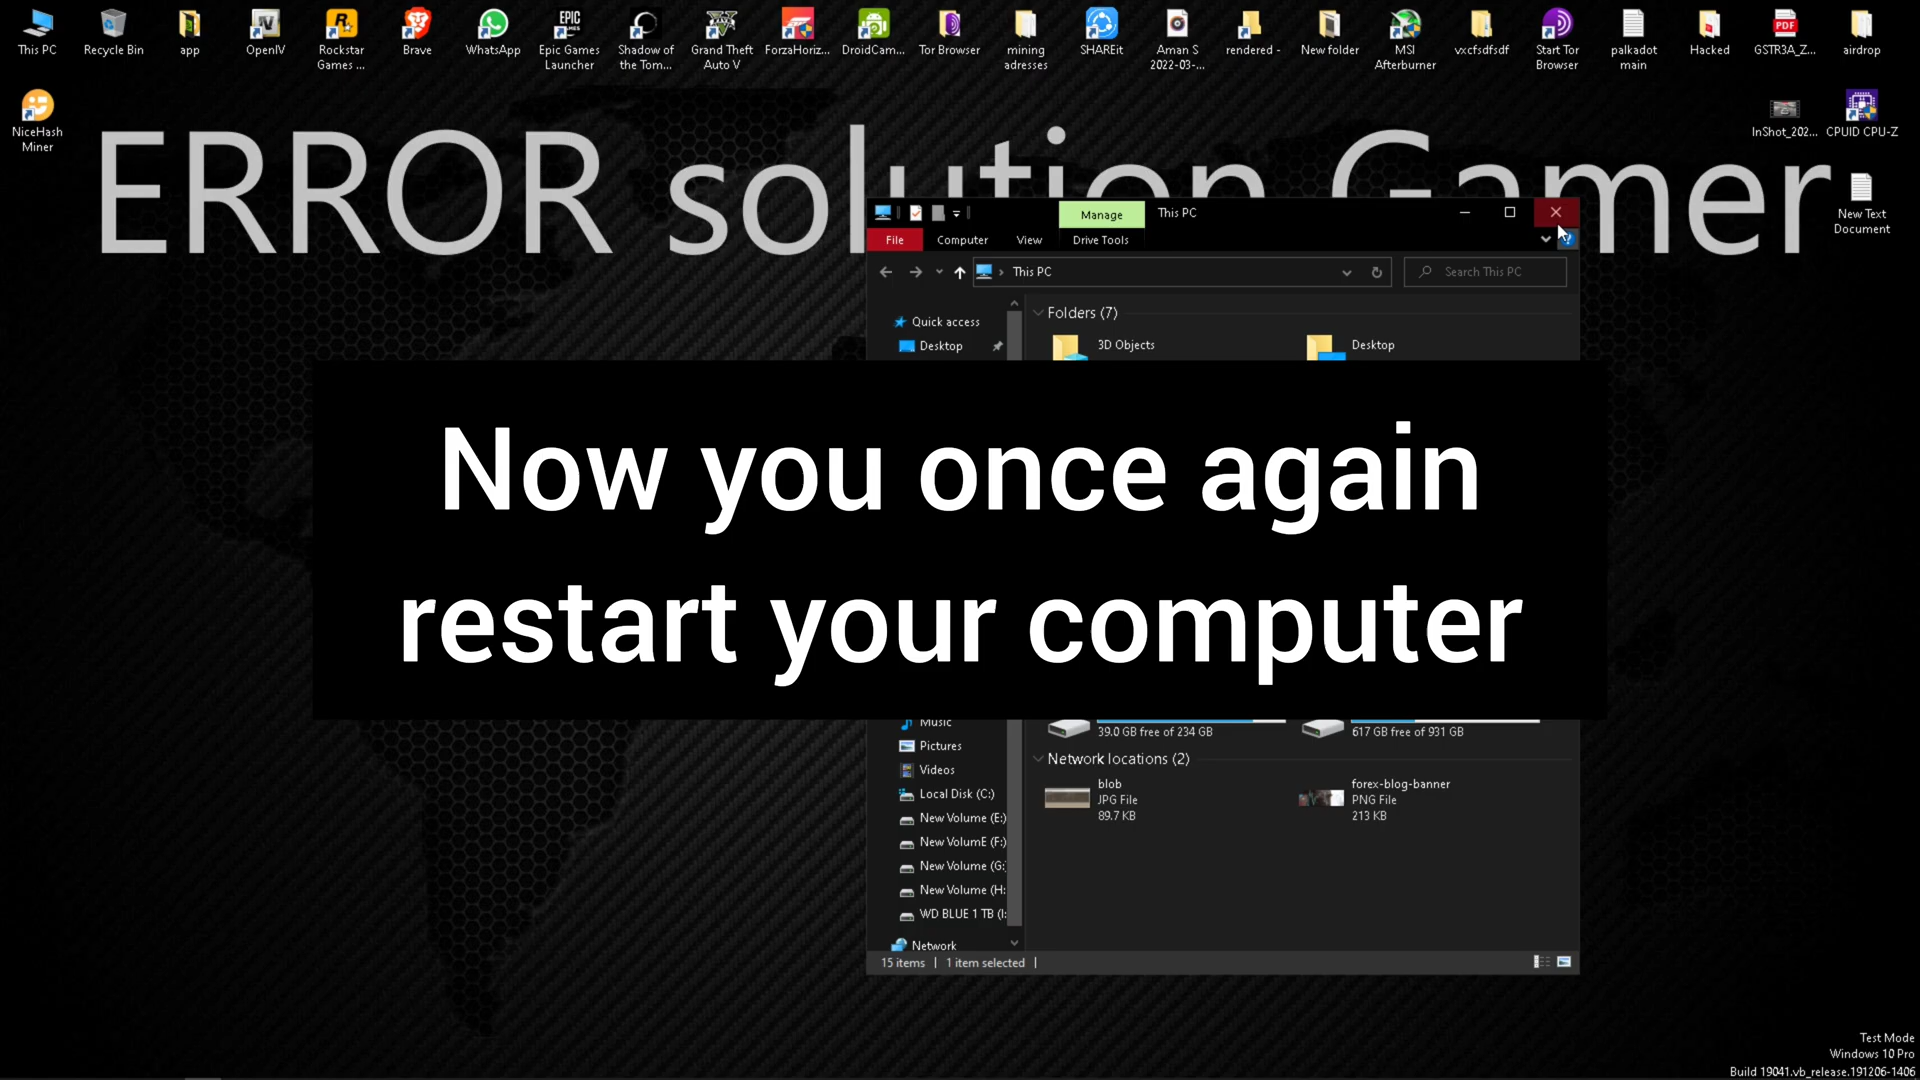 This PC
Recycle Bin
app
OpenIV
Rockstar
Games ...
Brave
WhatsApp
Epic Games
Launcher
Shadow of
the Tom...
Grand Theft
Auto V
ForzaHoriz...
DroidCam...
Tor Browser
mining
adresses
SHAREit
Aman S
2022-03-...
rendered -
New folder
MSI
Afterburner
vxcfsdfsdf
Start Tor
Browser
palkadot
main
Hacked
GSTR3A_Z...
airdrop
NiceHash
Miner
InShot_202...
CPUID CPU-Z
New Text
Document
ERROR solution Gamer
Manage
This PC
File
Computer
View
Drive Tools
This PC
Search This PC
Quick access
Desktop
Folders (7)
3D Objects
Desktop
Now you once again
restart your computer
Music
Pictures
Videos
Local Disk (C:)
New Volume (E:)
New VolumE (F:)
New Volume (G:
New Volume (H:
WD BLUE 1 TB (I:
Network
39.0 GB free of 234 GB
617 GB free of 931 GB
Network locations (2)
blob
JPG File
89.7 KB
forex-blog-banner
PNG File
213 KB
15 items
1 item selected
Test Mode
Windows 10 Pro
Build 19041.vb_release.191206-1406